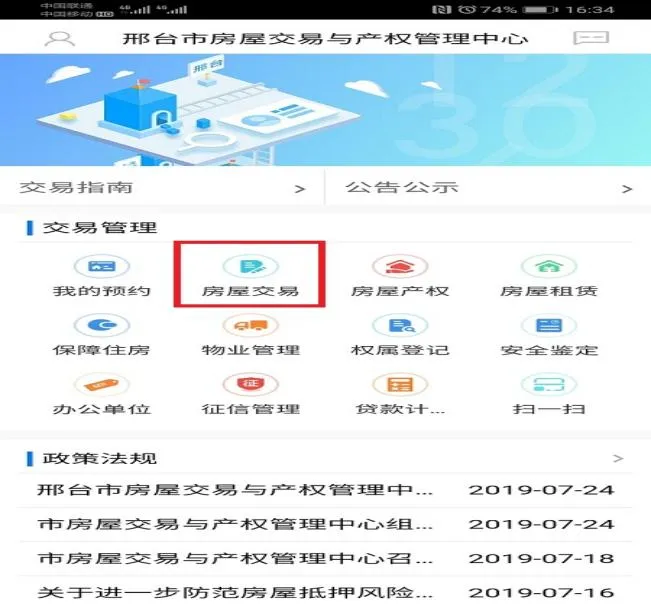 中国联通 4G
中国移动 HD 4G 74% 16:34
邢台市房屋交易与产权管理中心
邢台
交易指南 > 公告公示 >
交易管理
我的预约 房屋交易 房屋产权 房屋租赁
保障住房 物业管理 权属登记 安全鉴定
办公单位 征信管理 贷款计... 扫一扫
政策法规 >
邢台市房屋交易与产权管理中... 2019-07-24
市房屋交易与产权管理中心组... 2019-07-24
市房屋交易与产权管理中心召... 2019-07-18
关于进一步防范房屋抵押风险... 2019-07-16